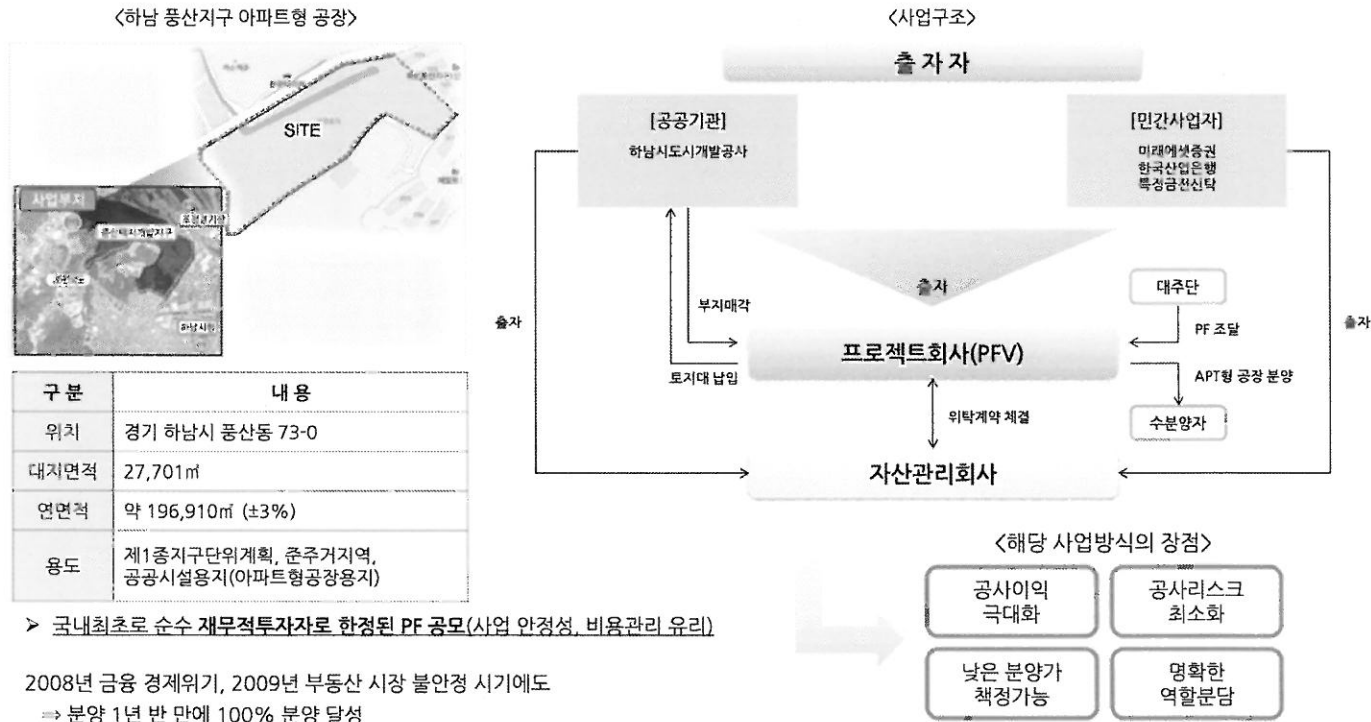 〈하남 풍산지구 아파트형 공장〉
SITE
사업부지
풍산택지개발지구
구 분
내 용
위치
경기 하남시 풍산동 73-0
대지면적
27,701㎡
연면적
약 196,910㎡ (±3%)
용도
제1종지구단위계획, 준주거지역,
공공시설용지(아파트형공장용지)
➢ 국내최초로 순수 재무적투자자로 한정된 PF 공모(사업 안정성, 비용관리 유리)
2008년 금융 경제위기, 2009년 부동산 시장 불안정 시기에도
⇒ 분양 1년 반 만에 100% 분양 달성
〈사업구조〉
출 자 자
[공공기관]
하남시도시개발공사
[민간사업자]
미래에셋증권
한국산업은행
특정금전신탁
출자
출자
출자
부지매각
토지대 납입
대주단
PF 조달
프로젝트회사(PFV)
APT형 공장 분양
수분양자
위탁계약 체결
자산관리회사
〈해당 사업방식의 장점〉
공사이익
극대화
공사리스크
최소화
낮은 분양가
책정가능
명확한
역할분담